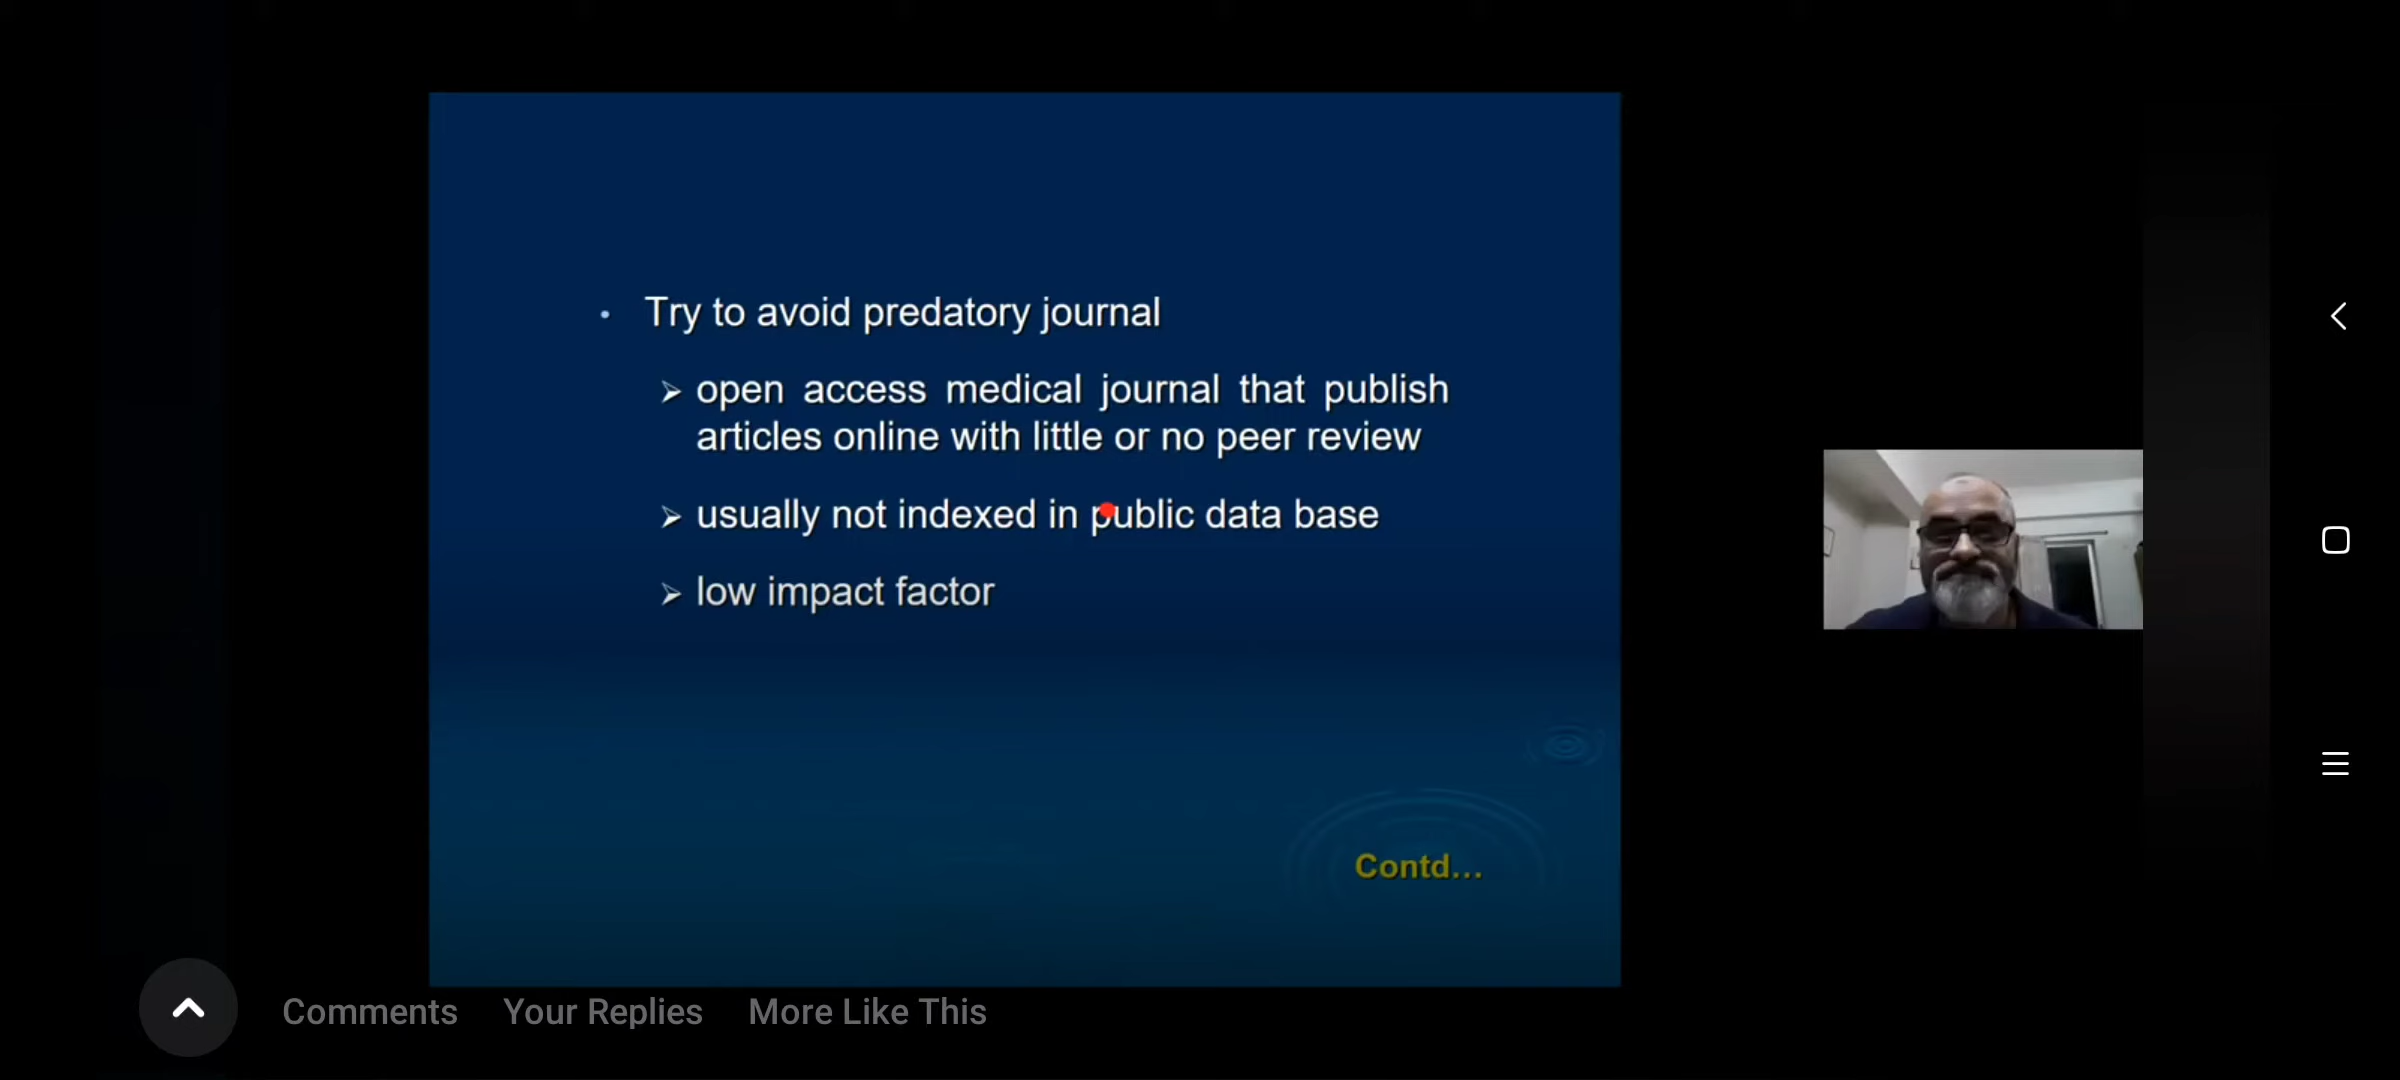 • Try to avoid predatory journal
➢ open access medical journal that publish
articles online with little or no peer review
➢ usually not indexed in public data base
➢ low impact factor
Contd...
Comments Your Replies More Like This